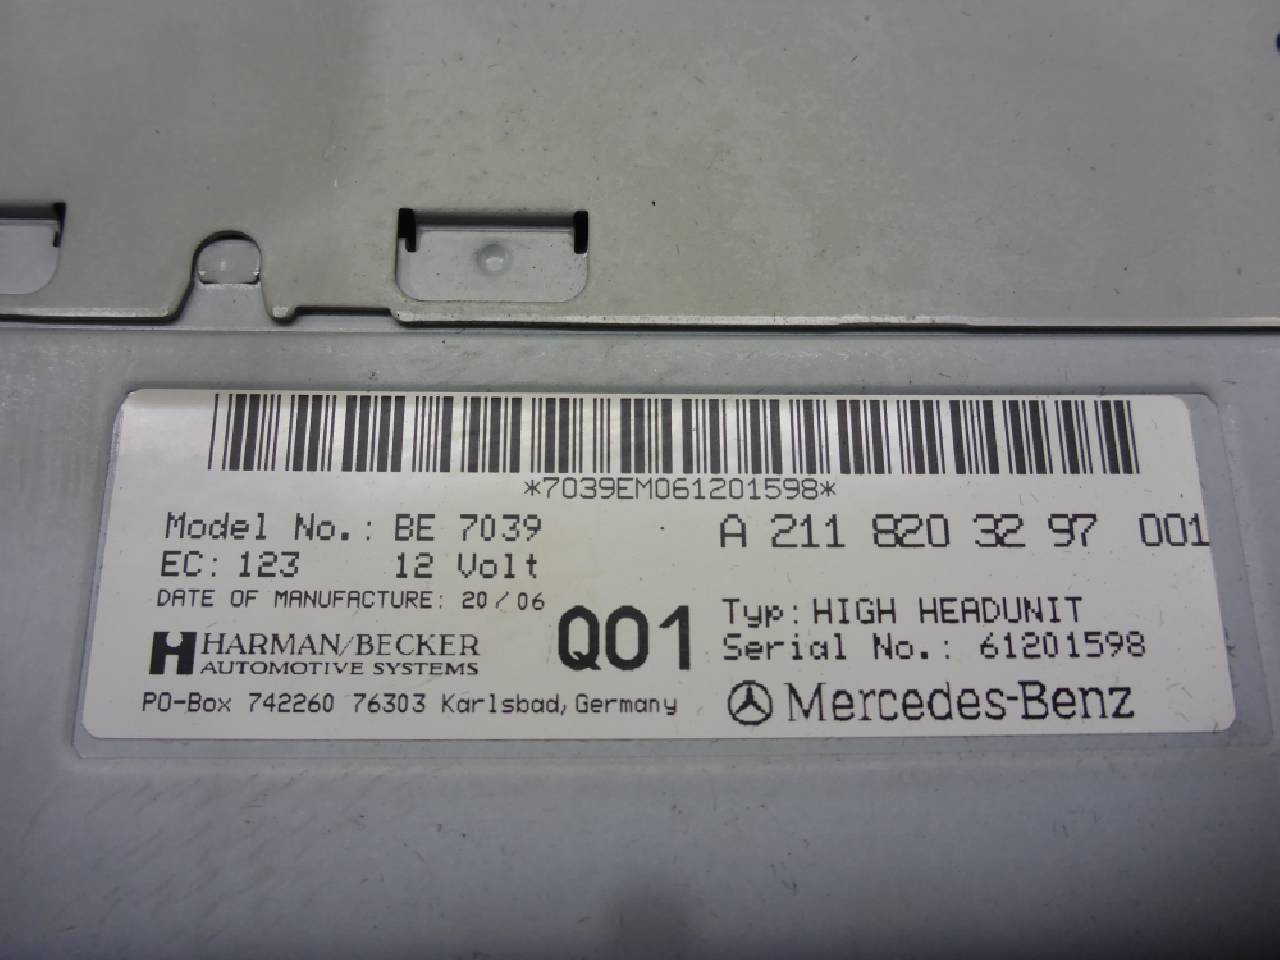 *7039EM061201598*
Model No.: BE 7039
A 211 820 32 97 001
EC: 123 12 Volt
DATE OF MANUFACTURE: 20/06
Q01
Typ: HIGH HEADUNIT
HARMAN/BECKER
AUTOMOTIVE SYSTEMS
Serial No.: 61201598
PO-Box 742260 76303 Karlsbad, Germany
Mercedes-Benz